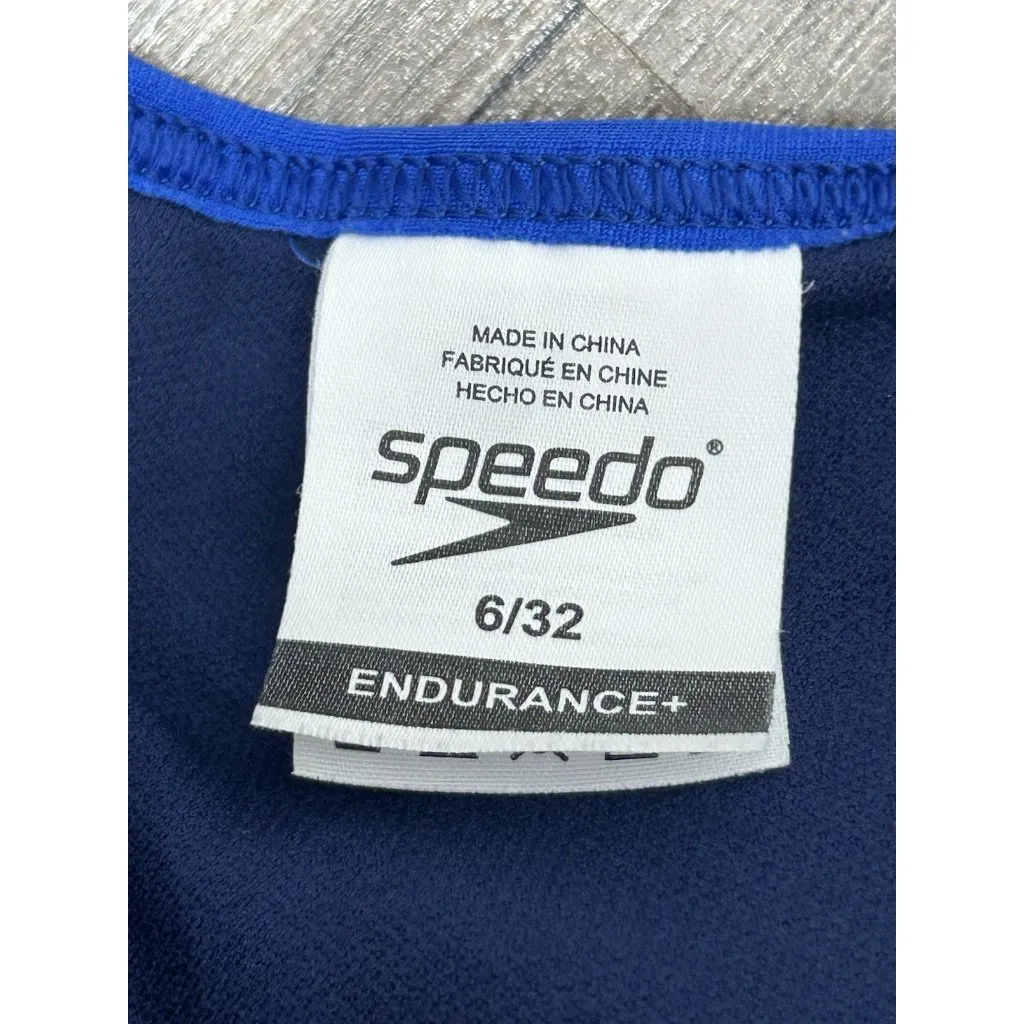 MADE IN CHINA
FABRIQUÉ EN CHINE
HECHO EN CHINA
speedo®
6/32
ENDURANCE+